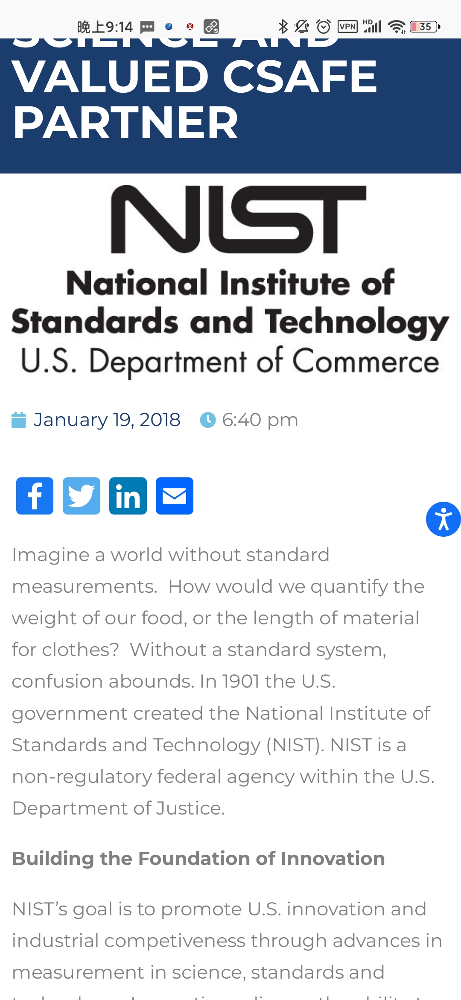 晚上9:14
HD
VPN
35
SCIENCE AND
VALUED CSAFE
PARTNER
NIST
National Institute of
Standards and Technology
U.S. Department of Commerce
January 19, 2018 6:40 pm
Imagine a world without standard
measurements.  How would we quantify the
weight of our food, or the length of material
for clothes?  Without a standard system,
confusion abounds. In 1901 the U.S.
government created the National Institute of
Standards and Technology (NIST). NIST is a
non-regulatory federal agency within the U.S.
Department of Justice.
Building the Foundation of Innovation
NIST’s goal is to promote U.S. innovation and
industrial competiveness through advances in
measurement in science, standards and